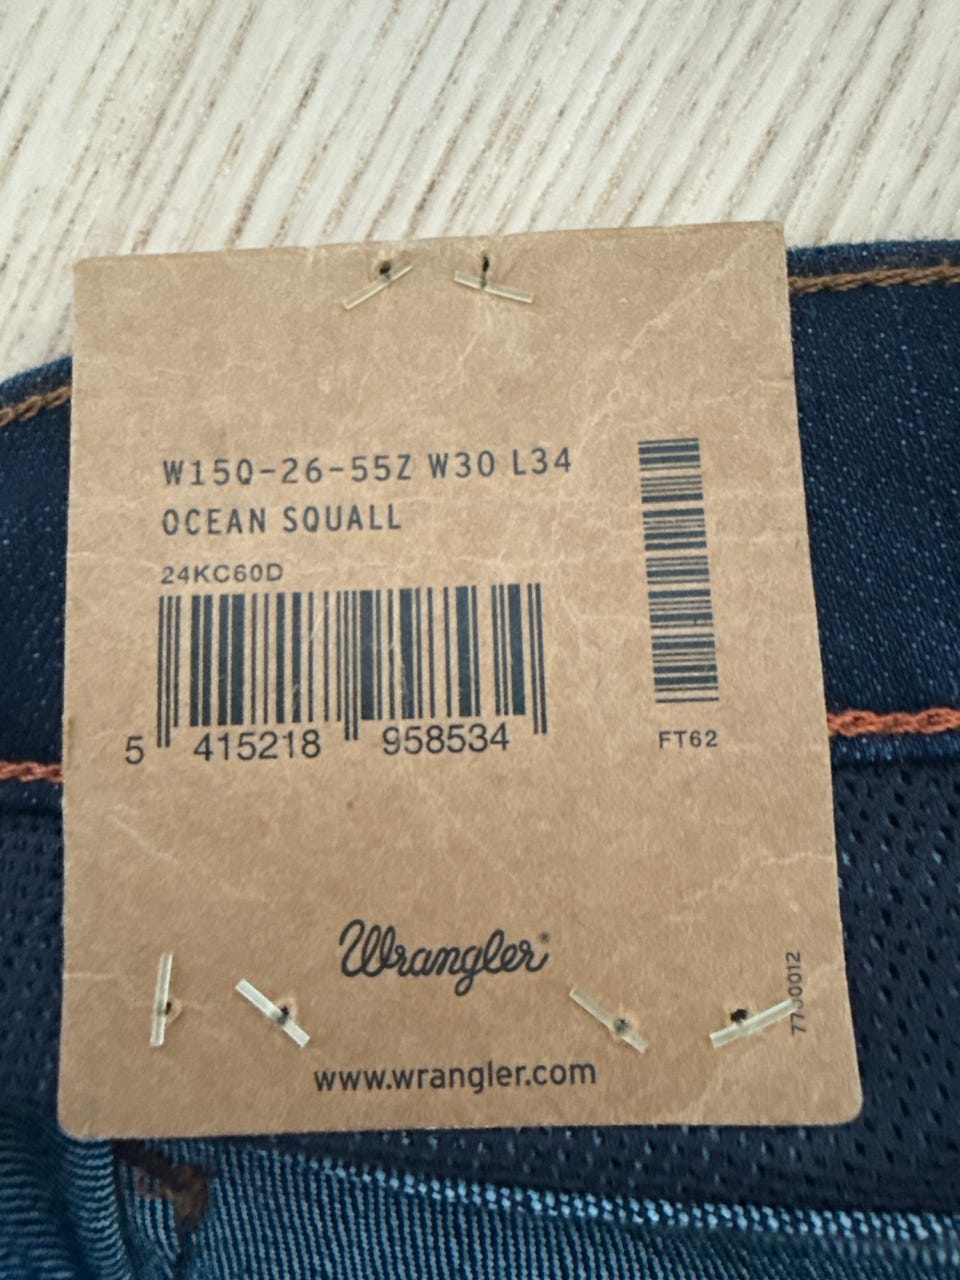 W15Q-26-55Z W30 L34
OCEAN SQUALL
24KC60D
5 415218 958534
FT62
Wrangler®
www.wrangler.com